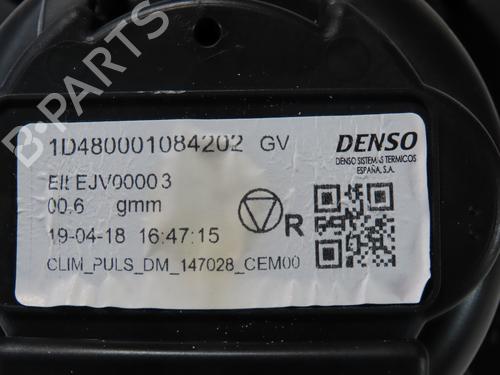 1D480001084202 GV
DENSO
DENSO SISTEMAS TERMICOS
ESPAÑA, S.A.
EII EJV00003
00.6 gmm
R
19-04-18 16:47:15
CLIM_PULS_DM_147028_CEM00
B-PARTS